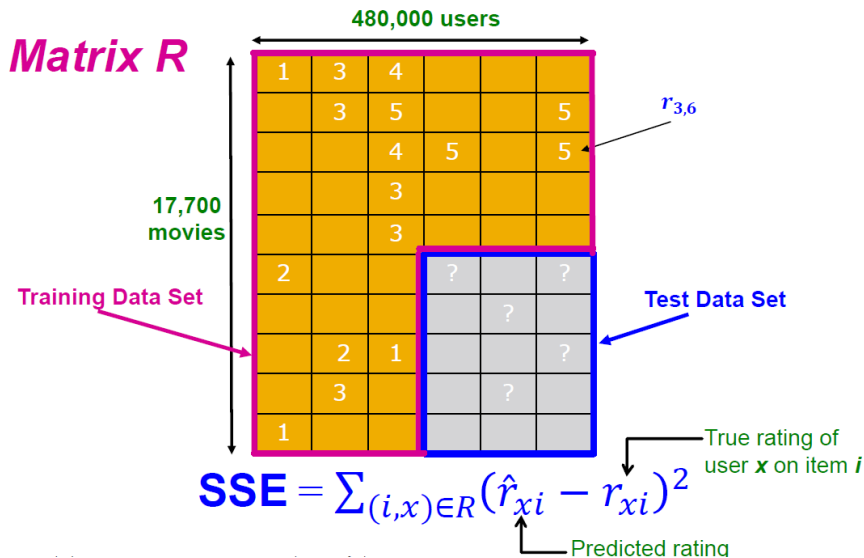 480,000 users
Matrix R
1 3 4
3 5 5
r₃,₆
4 5 5
3
17,700
movies
3
2 ? ?
Training Data Set
Test Data Set
?
2 1 ?
3 ?
1
True rating of
user x on item i
SSE = ∑₍ᵢ,ₓ₎∈R(r̂ₓᵢ − rₓᵢ)²
Predicted rating